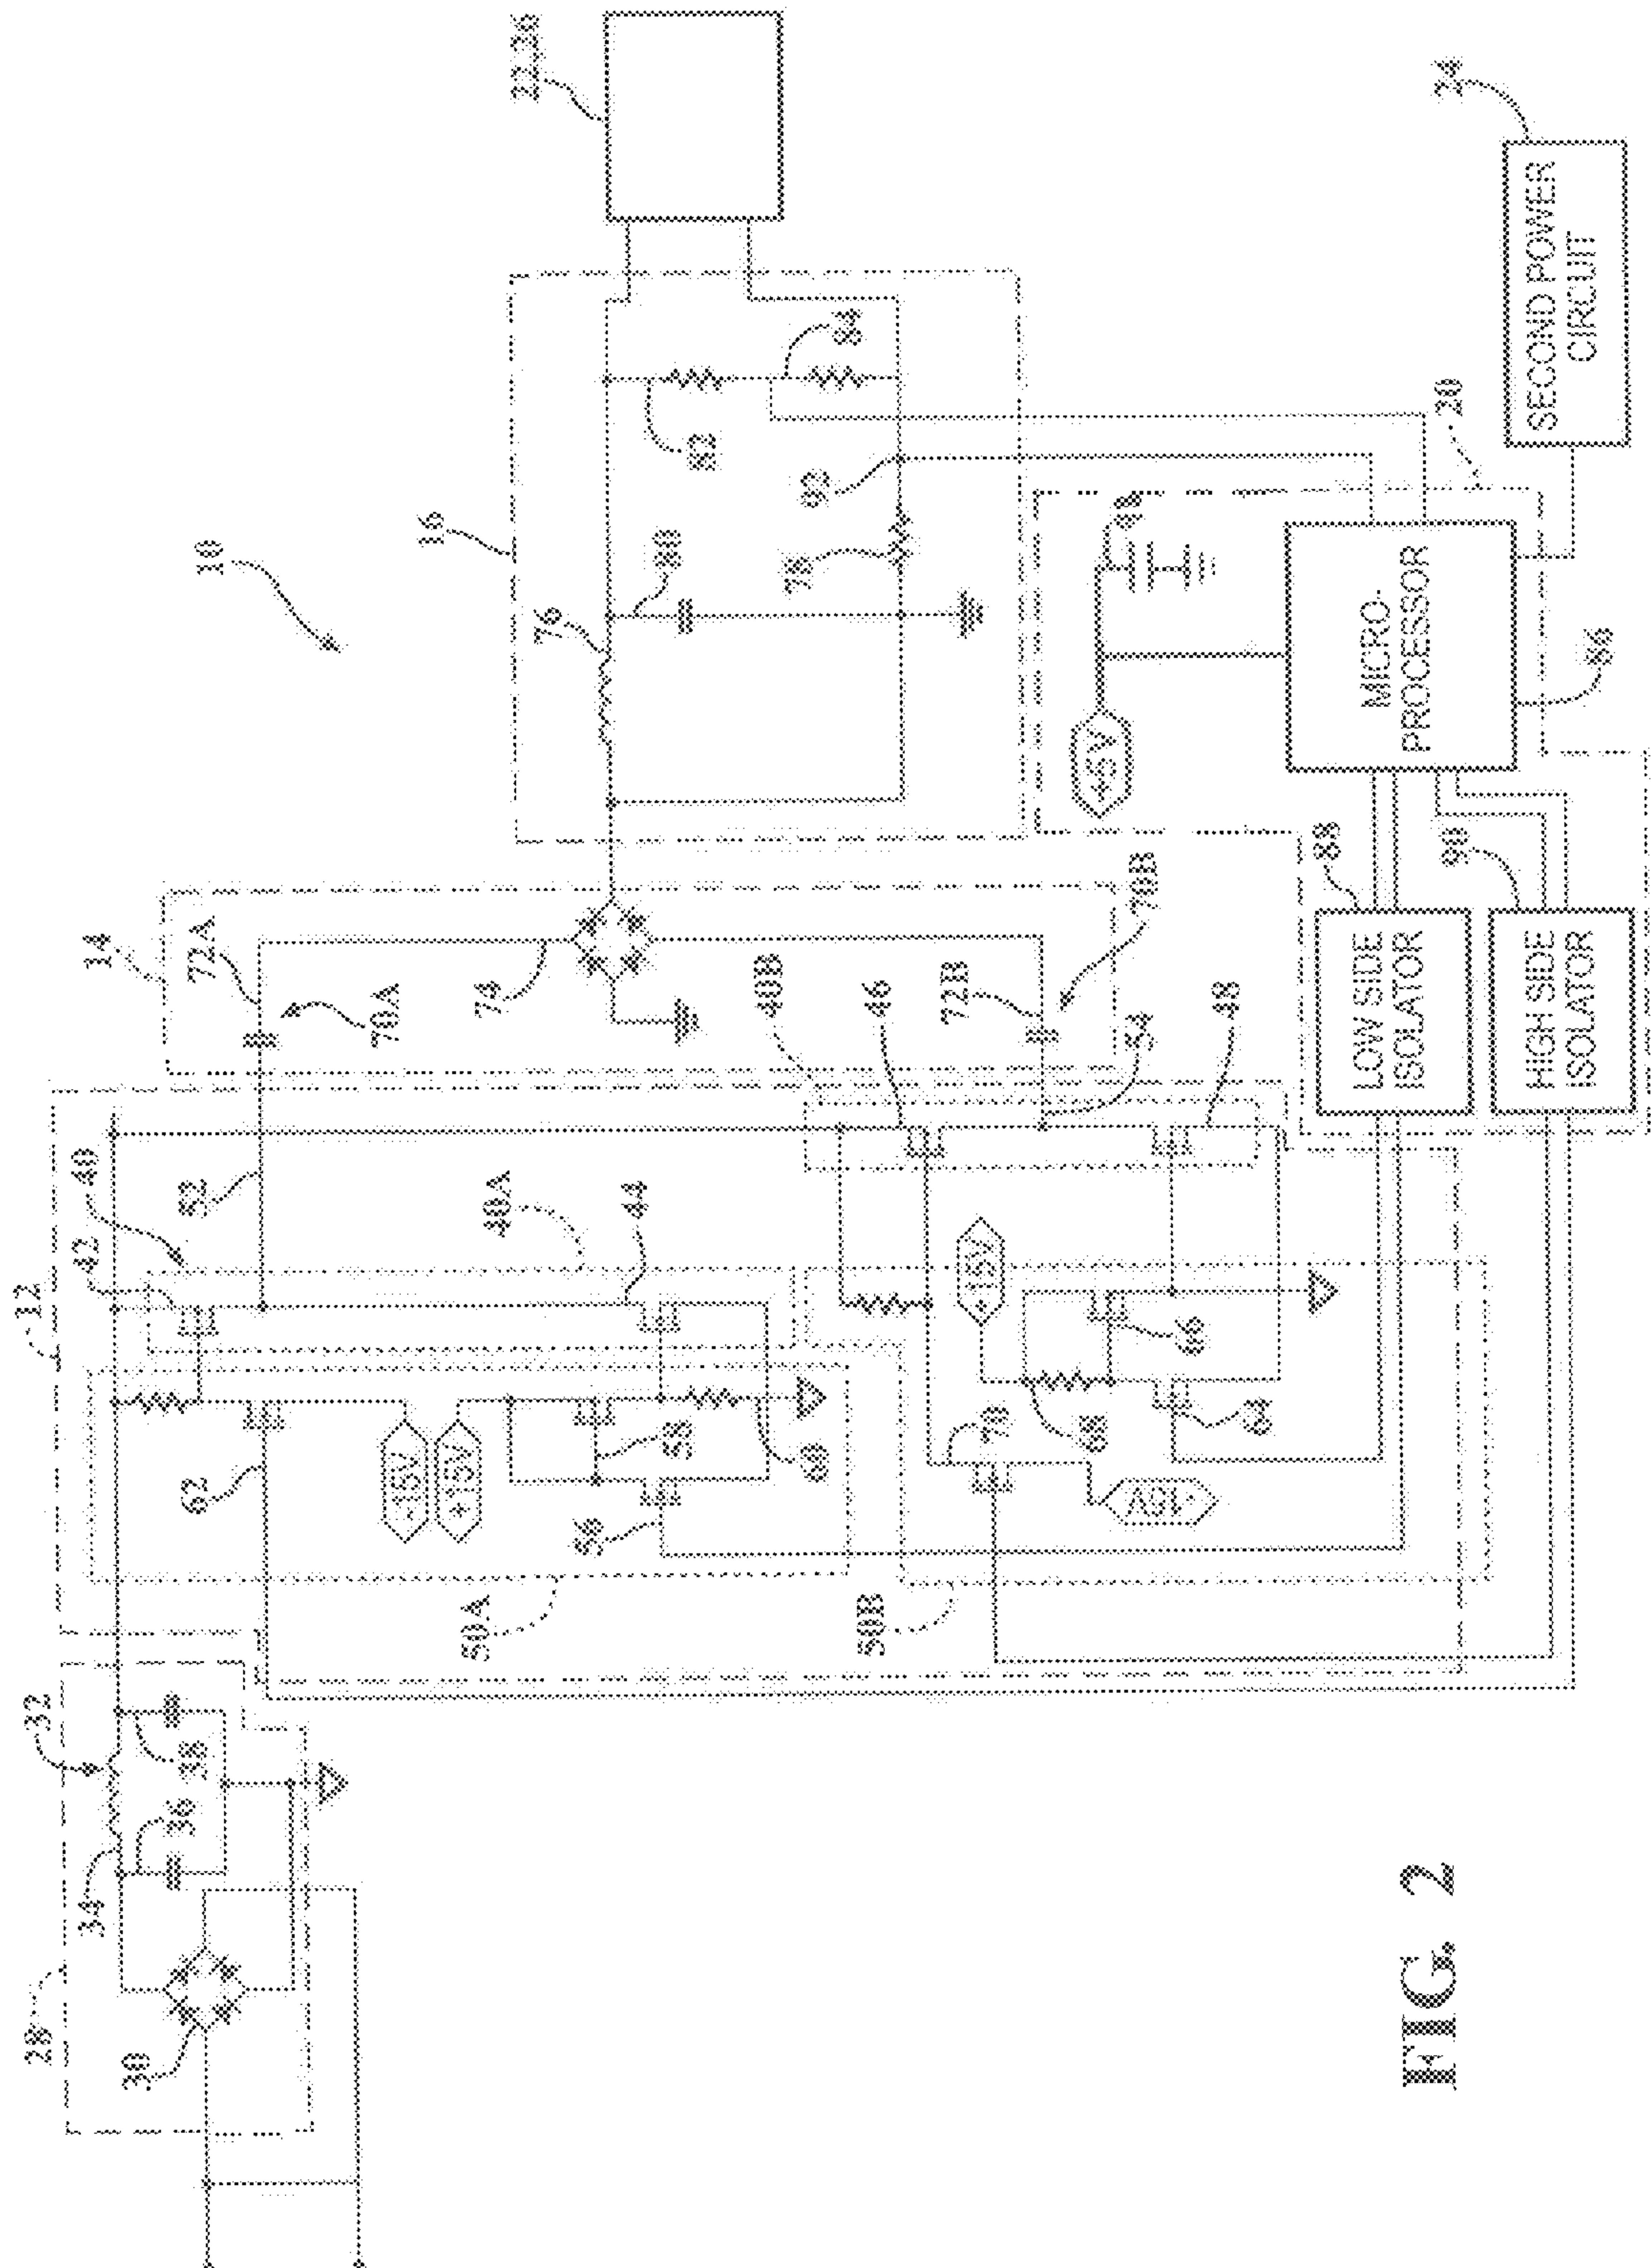 FIG. 2
10
12
14
16
22,26
28
32
34
36
38
30
40
42
52
40A
44
62
-15V
+15V
58
60
56
50A
50B
72A
70A
74
40B
46
72B
54
70B
48
+15V
66
68
64
70
-15V
76
80
82
84
92
78
+5V
20
MICRO-
PROCESSOR
86
LOW SIDE
ISOLATOR
88
HIGH SIDE
ISOLATOR
90
SECOND POWER
CIRCUIT
24